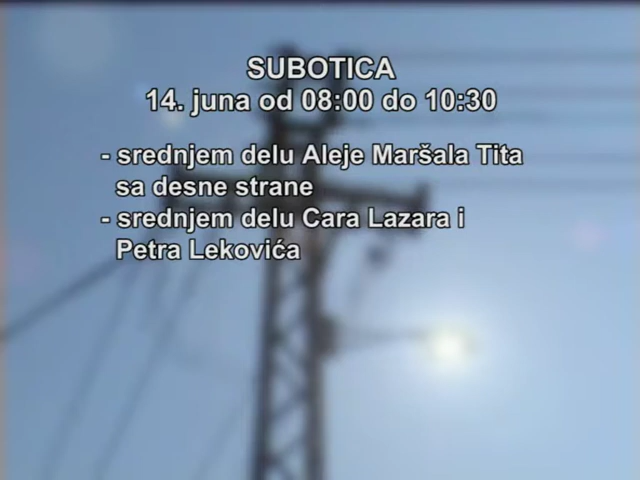 SUBOTICA
14. juna od 08:00 do 10:30
- srednjem delu Aleje Maršala Tita
sa desne strane
- srednjem delu Cara Lazara i
Petra Lekovića